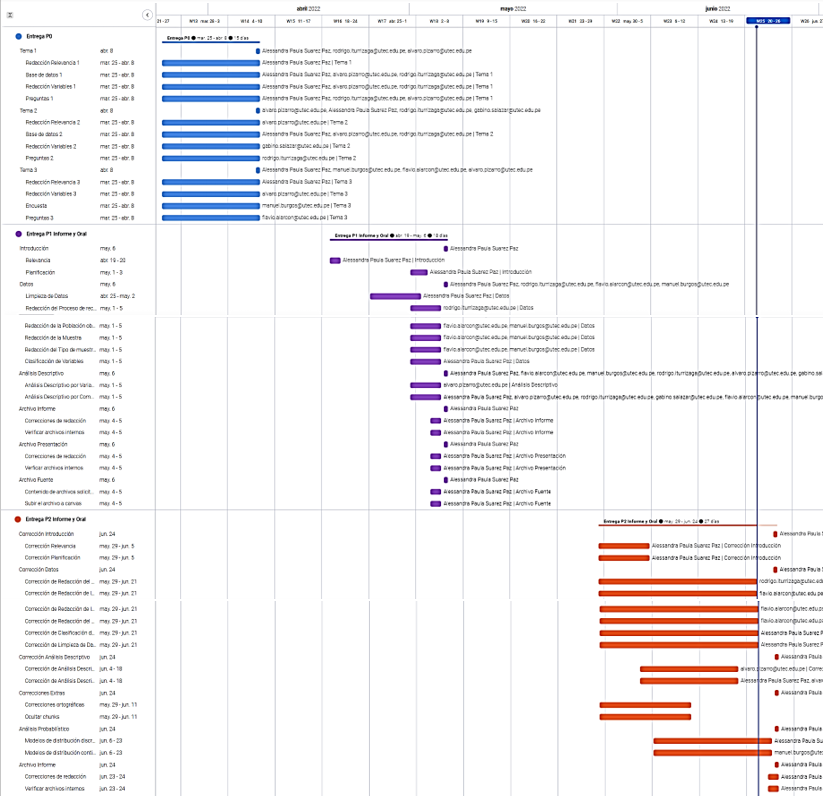 abril 2022 mayo 2022 junio 2022
21-27 W13 mar. 28-3 W14 4-10 W15 11-17 W16 18-24 W17 abr. 25-1 W18 2-8 W19 9-15 W20 16-22 W21 23-29 W22 may. 30-5 W23 6-12 W24 13-19 W25 20-26 W26 jun. 27
Entrega P0 Entrega P0 ● mar. 25 - abr. 8 ● 15 días
Tema 1 abr. 8 Alessandra Paula Suarez Paz, rodrigo.iturrizaga@utec.edu.pe, alvaro.pizarro@utec.edu.pe
Redacción Relevancia 1 mar. 25 - abr. 8 Alessandra Paula Suarez Paz | Tema 1
Base de datos 1 mar. 25 - abr. 8 Alessandra Paula Suarez Paz, alvaro.pizarro@utec.edu.pe, rodrigo.iturrizaga@utec.edu.pe | Tema 1
Redacción Variables 1 mar. 25 - abr. 8 Alessandra Paula Suarez Paz, rodrigo.iturrizaga@utec.edu.pe | Tema 1
Preguntas 1 mar. 25 - abr. 8 Alessandra Paula Suarez Paz, rodrigo.iturrizaga@utec.edu.pe, alvaro.pizarro@utec.edu.pe | Tema 1
Tema 2 abr. 8 alvaro.pizarro@utec.edu.pe, Alessandra Paula Suarez Paz, rodrigo.iturrizaga@utec.edu.pe, gabino.salazar@utec.edu.pe
Redacción Relevancia 2 mar. 25 - abr. 8 alvaro.pizarro@utec.edu.pe | Tema 2
Base de datos 2 mar. 25 - abr. 8 Alessandra Paula Suarez Paz, alvaro.pizarro@utec.edu.pe, rodrigo.iturrizaga@utec.edu.pe | Tema 2
Redacción Variables 2 mar. 25 - abr. 8 gabino.salazar@utec.edu.pe | Tema 2
Preguntas 2 mar. 25 - abr. 8 rodrigo.iturrizaga@utec.edu.pe | Tema 2
Tema 3 abr. 8 Alessandra Paula Suarez Paz, manuel.burgos@utec.edu.pe, flavio.alarcon@utec.edu.pe, alvaro.pizarro@utec.edu.pe
Redacción Relevancia 3 mar. 25 - abr. 8 Alessandra Paula Suarez Paz | Tema 3
Redacción Variables 3 mar. 25 - abr. 8 alvaro.pizarro@utec.edu.pe | Tema 3
Encuesta mar. 25 - abr. 8 manuel.burgos@utec.edu.pe | Tema 3
Preguntas 3 mar. 25 - abr. 8 flavio.alarcon@utec.edu.pe | Tema 3
Entrega P1 Informe y Oral Entrega P1 Informe y Oral ● abr. 19 - may. 6 ● 18 días
Introducción may. 6 Alessandra Paula Suarez Paz
Relevancia abr. 19 - 20 Alessandra Paula Suarez Paz | Introducción
Planificación may. 1 - 3 Alessandra Paula Suarez Paz | Introducción
Datos may. 6 Alessandra Paula Suarez Paz, rodrigo.iturrizaga@utec.edu.pe, flavio.alarcon@utec.edu.pe, manuel.burgos@utec.edu.pe
Limpieza de Datos abr. 25 - may. 2 Alessandra Paula Suarez Paz | Datos
Redacción del Proceso de rec... may. 1 - 5 rodrigo.iturrizaga@utec.edu.pe | Datos
Redacción de la Población ob... may. 1 - 5 flavio.alarcon@utec.edu.pe, manuel.burgos@utec.edu.pe | Datos
Redacción de la Muestra may. 1 - 5 flavio.alarcon@utec.edu.pe, manuel.burgos@utec.edu.pe | Datos
Redacción del Tipo de muestr... may. 1 - 5 flavio.alarcon@utec.edu.pe, manuel.burgos@utec.edu.pe | Datos
Clasificación de Variables may. 1 - 5 Alessandra Paula Suarez Paz | Datos
Análisis Descriptivo may. 6 Alessandra Paula Suarez Paz, flavio.alarcon@utec.edu.pe, manuel.burgos@utec.edu.pe, rodrigo.iturrizaga@utec.edu.pe, alvaro.pizarro@utec.edu.pe, gabino.sal
Análisis Descriptivo por Varia... may. 1 - 5 alvaro.pizarro@utec.edu.pe | Análisis Descriptivo
Análisis Descriptivo por Com... may. 1 - 5 Alessandra Paula Suarez Paz, alvaro.pizarro@utec.edu.pe, rodrigo.iturrizaga@utec.edu.pe, gabino.salazar@utec.edu.pe, flavio.alarcon@utec.edu.pe, manuel.burgo
Archivo Informe may. 6 Alessandra Paula Suarez Paz
Correcciones de redacción may. 4 - 5 Alessandra Paula Suarez Paz | Archivo Informe
Verificar archivos internos may. 4 - 5 Alessandra Paula Suarez Paz | Archivo Informe
Archivo Presentación may. 6 Alessandra Paula Suarez Paz
Correcciones de redacción may. 4 - 5 Alessandra Paula Suarez Paz | Archivo Presentación
Verificar archivos internos may. 4 - 5 Alessandra Paula Suarez Paz | Archivo Presentación
Archivo Fuente may. 6 Alessandra Paula Suarez Paz
Contenido de archivos solicit... may. 4 - 5 Alessandra Paula Suarez Paz | Archivo Fuente
Subir el archivo a canvas may. 4 - 5 Alessandra Paula Suarez Paz | Archivo Fuente
Entrega P2 Informe y Oral Entrega P2 Informe y Oral ● may. 29 - jun. 24 ● 27 días
Corrección Introducción jun. 24 Alessandra Paula S
Corrección Relevancia may. 29 - jun. 5 Alessandra Paula Suarez Paz | Corrección Introducción
Corrección Planificación may. 29 - jun. 5 Alessandra Paula Suarez Paz | Corrección Introducción
Corrección Datos jun. 24 Alessandra Paula S
Corrección de Redacción del ... may. 29 - jun. 21 rodrigo.iturrizaga@utec.edu.p
Corrección de Redacción de l... may. 29 - jun. 21 flavio.alarcon@utec.edu.pe
Corrección de Redacción de l... may. 29 - jun. 21 flavio.alarcon@utec.edu.pe
Corrección de Redacción del ... may. 29 - jun. 21 flavio.alarcon@utec.edu.pe
Corrección de Clasificación d... may. 29 - jun. 21 Alessandra Paula Suarez P
Corrección de Limpieza de Da... may. 29 - jun. 21 Alessandra Paula Suarez P
Corrección Análisis Descriptivo jun. 24 Alessandra Paula
Corrección de Análisis Descri... jun. 4 - 18 alvaro.pizarro@utec.edu.pe | Correc
Corrección de Análisis Descri... jun. 4 - 18 Alessandra Paula Suarez Paz, alvar
Correcciones Extras jun. 24 Alessandra Paula
Correcciones ortográficas may. 29 - jun. 11
Ocultar chunks may. 29 - jun. 11
Análisis Probabilístico jun. 24 Alessandra Paula
Modelos de distribución discr... jun. 6 - 23 Alessandra Paula Su
Modelos de distribución conti... jun. 6 - 23 manuel.burgos@ut
Archivo Informe jun. 24 Alessandra Paula
Correcciones de redacción jun. 23 - 24 Alessandra Paula
Verificar archivos internos jun. 23 - 24 Alessandra Paula